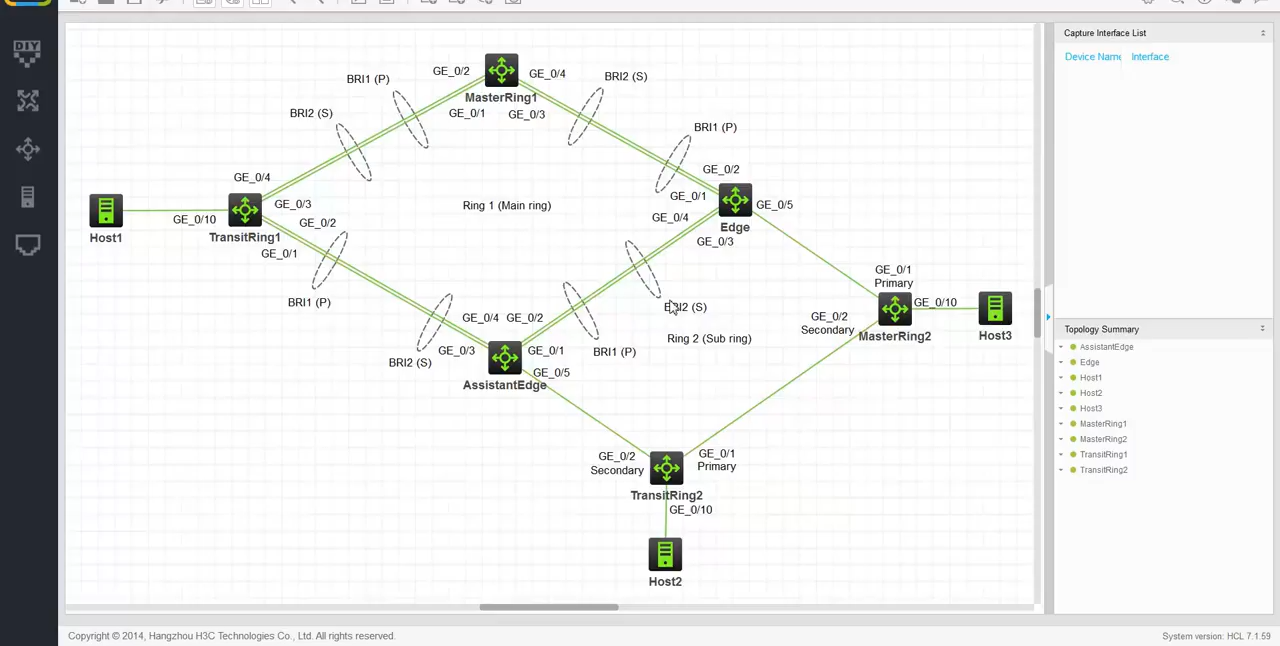 DIY
Capture Interface List
Device Name
Interface
GE_0/2
GE_0/4
BRI1 (P)
BRI2 (S)
MasterRing1
BRI2 (S)
GE_0/1
GE_0/3
BRI1 (P)
GE_0/4
GE_0/2
GE_0/1
GE_0/3
Ring 1 (Main ring)
GE_0/5
GE_0/10
GE_0/2
GE_0/4
Edge
Host1
TransitRing1
GE_0/3
GE_0/1
GE_0/1
Primary
BRI1 (P)
BRI2 (S)
GE_0/10
GE_0/4
GE_0/2
GE_0/2
Secondary
MasterRing2
Host3
Ring 2 (Sub ring)
GE_0/3
GE_0/1
BRI1 (P)
BRI2 (S)
GE_0/5
AssistantEdge
GE_0/2
Secondary
GE_0/1
Primary
TransitRing2
GE_0/10
Host2
Topology Summary
AssistantEdge
Edge
Host1
Host2
Host3
MasterRing1
MasterRing2
TransitRing1
TransitRing2
Copyright © 2014, Hangzhou H3C Technologies Co., Ltd. All rights reserved.
System version: HCL 7.1.59